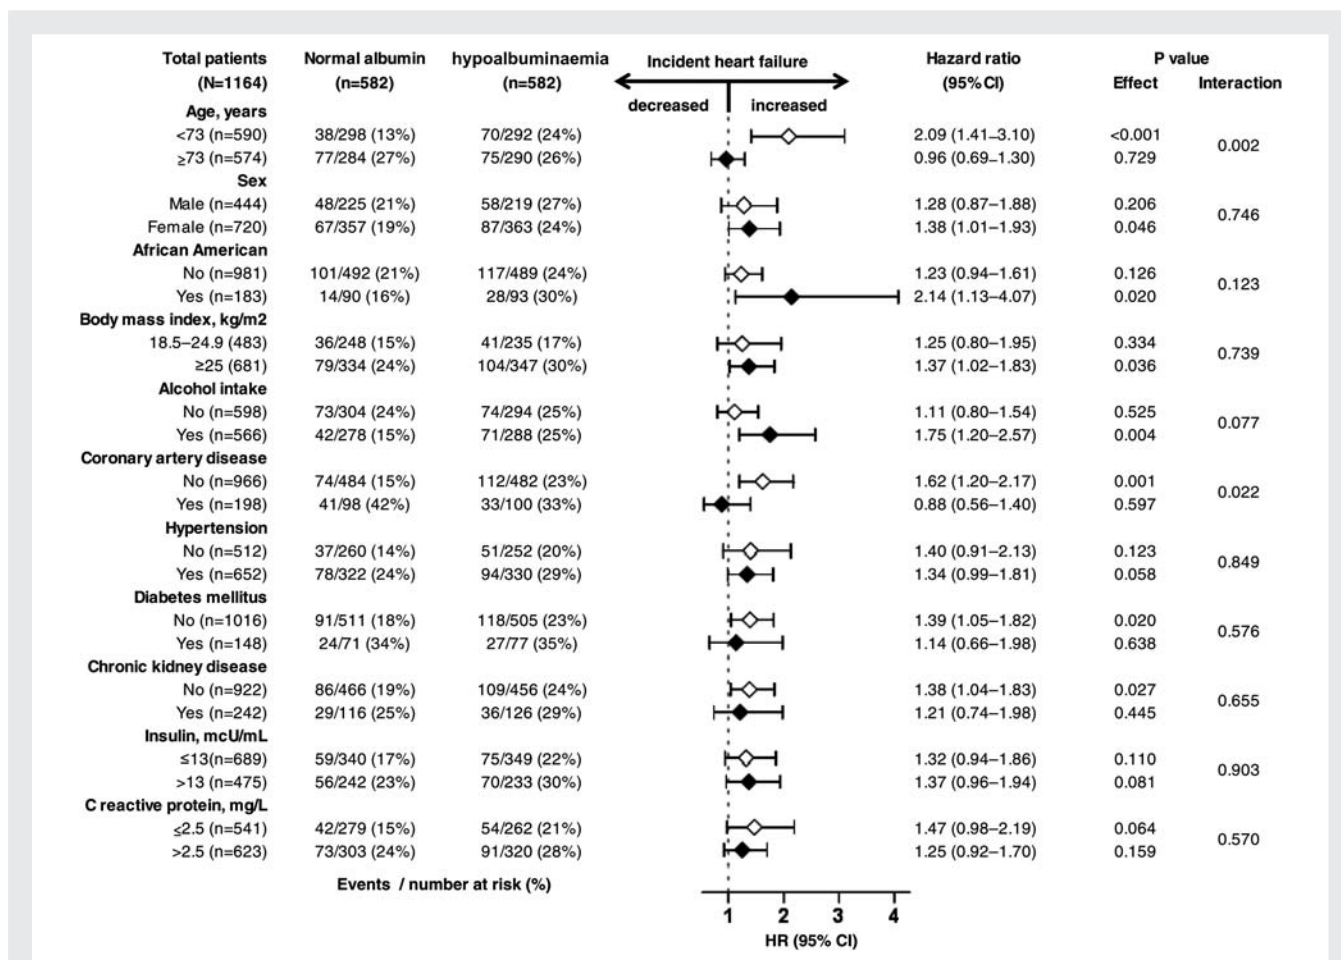 Total patients Normal albumin hypoalbuminaemia Incident heart failure Hazard ratio P value
(N=1164) (n=582) (n=582) (95%CI) Effect Interaction
decreased increased
Age, years
<73 (n=590) 38/298 (13%) 70/292 (24%) 2.09 (1.41–3.10) <0.001
0.002
≥73 (n=574) 77/284 (27%) 75/290 (26%) 0.96 (0.69–1.30) 0.729
Sex
Male (n=444) 48/225 (21%) 58/219 (27%) 1.28 (0.87–1.88) 0.206
0.746
Female (n=720) 67/357 (19%) 87/363 (24%) 1.38 (1.01–1.93) 0.046
African American
No (n=981) 101/492 (21%) 117/489 (24%) 1.23 (0.94–1.61) 0.126
0.123
Yes (n=183) 14/90 (16%) 28/93 (30%) 2.14 (1.13–4.07) 0.020
Body mass index, kg/m2
18.5–24.9 (483) 36/248 (15%) 41/235 (17%) 1.25 (0.80–1.95) 0.334
0.739
≥25 (681) 79/334 (24%) 104/347 (30%) 1.37 (1.02–1.83) 0.036
Alcohol intake
No (n=598) 73/304 (24%) 74/294 (25%) 1.11 (0.80–1.54) 0.525
0.077
Yes (n=566) 42/278 (15%) 71/288 (25%) 1.75 (1.20–2.57) 0.004
Coronary artery disease
No (n=966) 74/484 (15%) 112/482 (23%) 1.62 (1.20–2.17) 0.001
0.022
Yes (n=198) 41/98 (42%) 33/100 (33%) 0.88 (0.56–1.40) 0.597
Hypertension
No (n=512) 37/260 (14%) 51/252 (20%) 1.40 (0.91–2.13) 0.123
0.849
Yes (n=652) 78/322 (24%) 94/330 (29%) 1.34 (0.99–1.81) 0.058
Diabetes mellitus
No (n=1016) 91/511 (18%) 118/505 (23%) 1.39 (1.05–1.82) 0.020
0.576
Yes (n=148) 24/71 (34%) 27/77 (35%) 1.14 (0.66–1.98) 0.638
Chronic kidney disease
No (n=922) 86/466 (19%) 109/456 (24%) 1.38 (1.04–1.83) 0.027
0.655
Yes (n=242) 29/116 (25%) 36/126 (29%) 1.21 (0.74–1.98) 0.445
Insulin, mcU/mL
≤13(n=689) 59/340 (17%) 75/349 (22%) 1.32 (0.94–1.86) 0.110
0.903
>13 (n=475) 56/242 (23%) 70/233 (30%) 1.37 (0.96–1.94) 0.081
C reactive protein, mg/L
≤2.5 (n=541) 42/279 (15%) 54/262 (21%) 1.47 (0.98–2.19) 0.064
0.570
>2.5 (n=623) 73/303 (24%) 91/320 (28%) 1.25 (0.92–1.70) 0.159
Events / number at risk (%)
1 2 3 4
HR (95% CI)